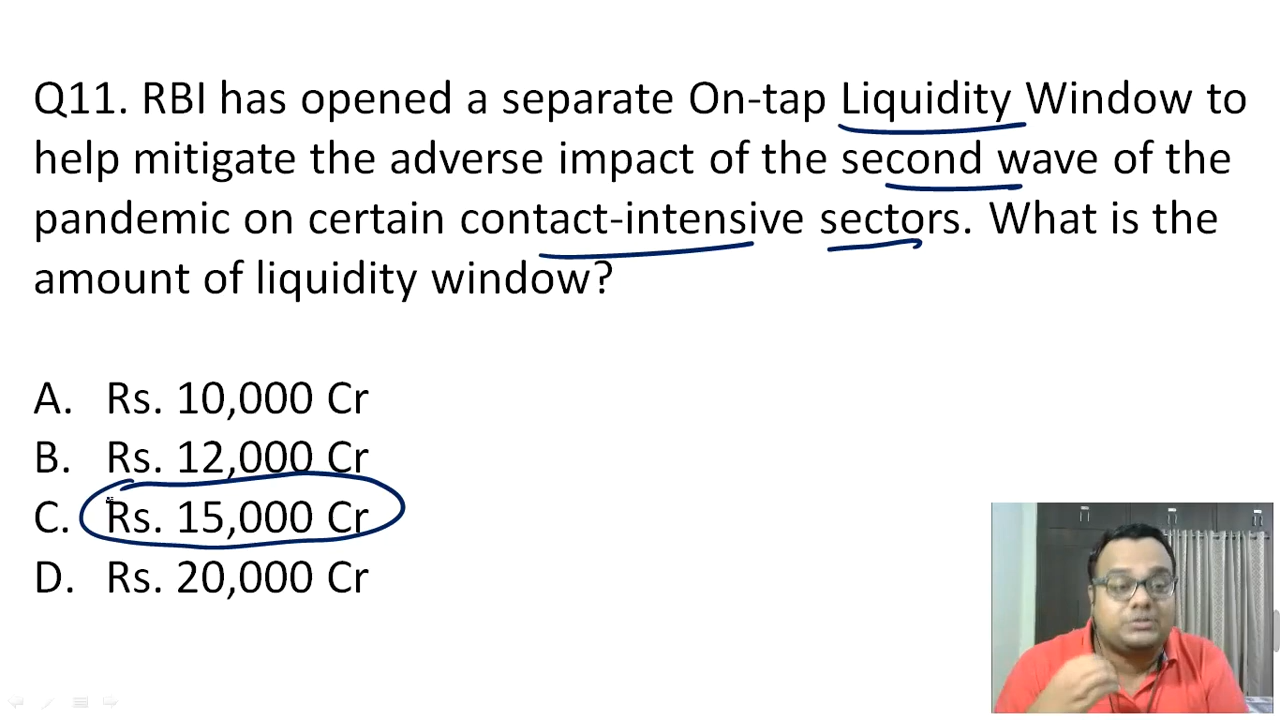 Q11. RBI has opened a separate On-tap Liquidity Window to
help mitigate the adverse impact of the second wave of the
pandemic on certain contact-intensive sectors. What is the
amount of liquidity window?
A. Rs. 10,000 Cr
B. Rs. 12,000 Cr
C. Rs. 15,000 Cr
D. Rs. 20,000 Cr